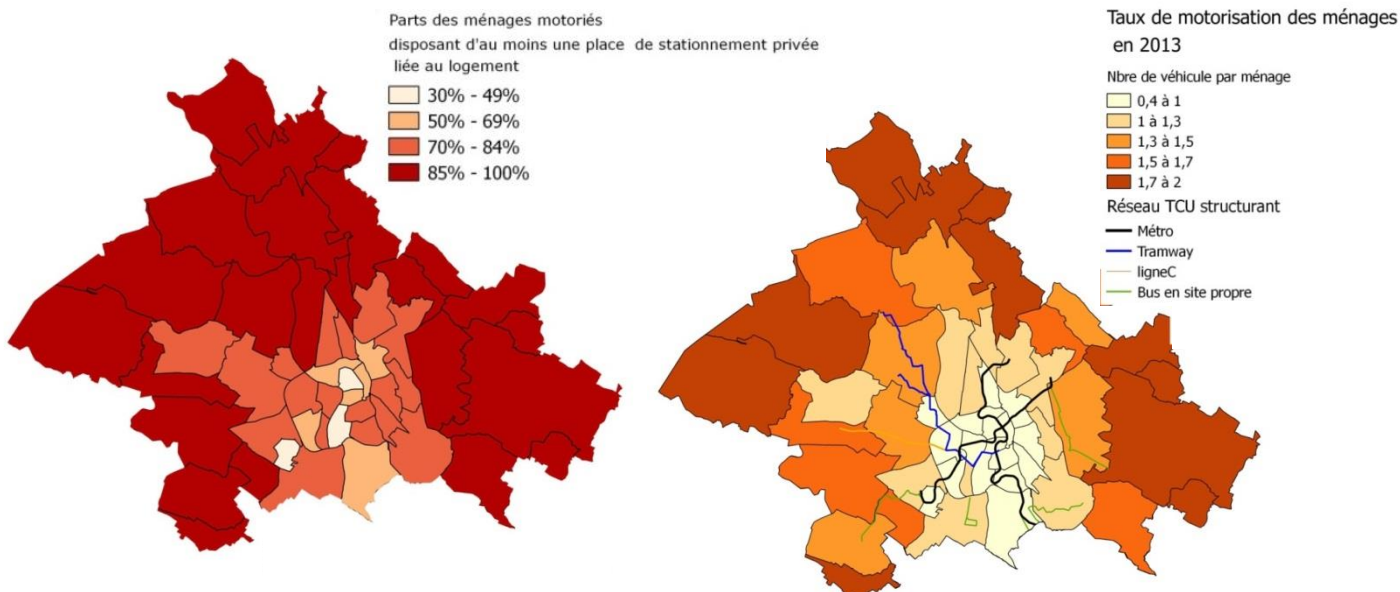 Parts des ménages motoriés
disposant d'au moins une place de stationnement privée
liée au logement
30% - 49%
50% - 69%
70% - 84%
85% - 100%
Taux de motorisation des ménages
en 2013
Nbre de véhicule par ménage
0,4 à 1
1 à 1,3
1,3 à 1,5
1,5 à 1,7
1,7 à 2
Réseau TCU structurant
Métro
Tramway
ligneC
Bus en site propre